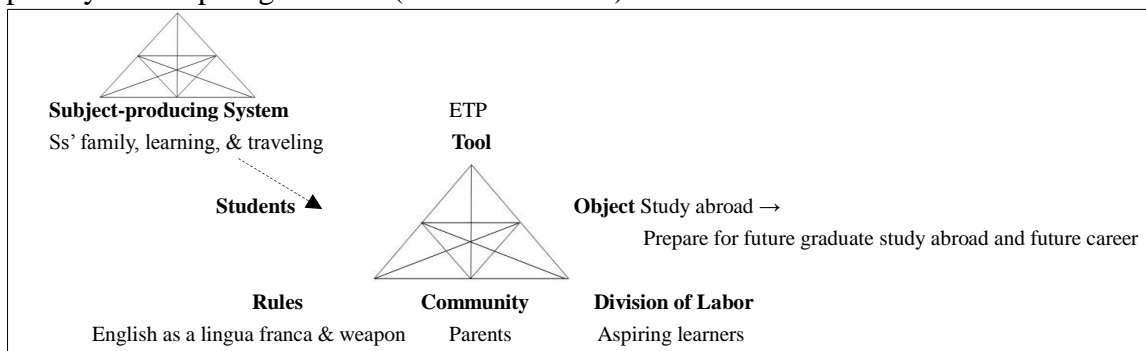 Subject-producing System ETP
Ss’ family, learning, & traveling Tool
Students Object Study abroad →
Prepare for future graduate study abroad and future career
Rules Community Division of Labor
English as a lingua franca & weapon Parents Aspiring learners